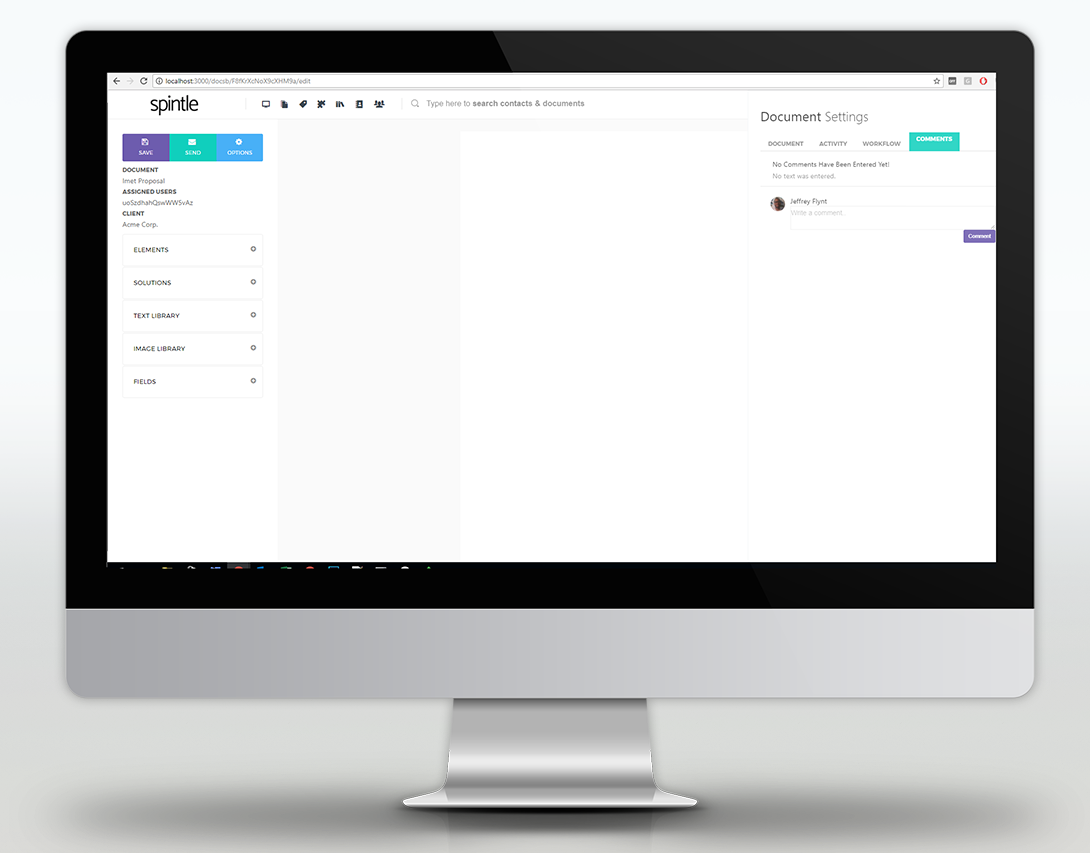 localhost:3000/docsb/F8fKrXcNoX9cXHM9a/edit
spintle
Type here to search contacts & documents
SAVE
SEND
OPTIONS
DOCUMENT
Imet Proposal
ASSIGNED USERS
uoSzdhahQswWW5vAz
CLIENT
Acme Corp.
ELEMENTS
SOLUTIONS
TEXT LIBRARY
IMAGE LIBRARY
FIELDS
Document Settings
DOCUMENT
ACTIVITY
WORKFLOW
COMMENTS
No Comments Have Been Entered Yet!
No text was entered.
Jeffrey Flynt
Write a comment.
Comment